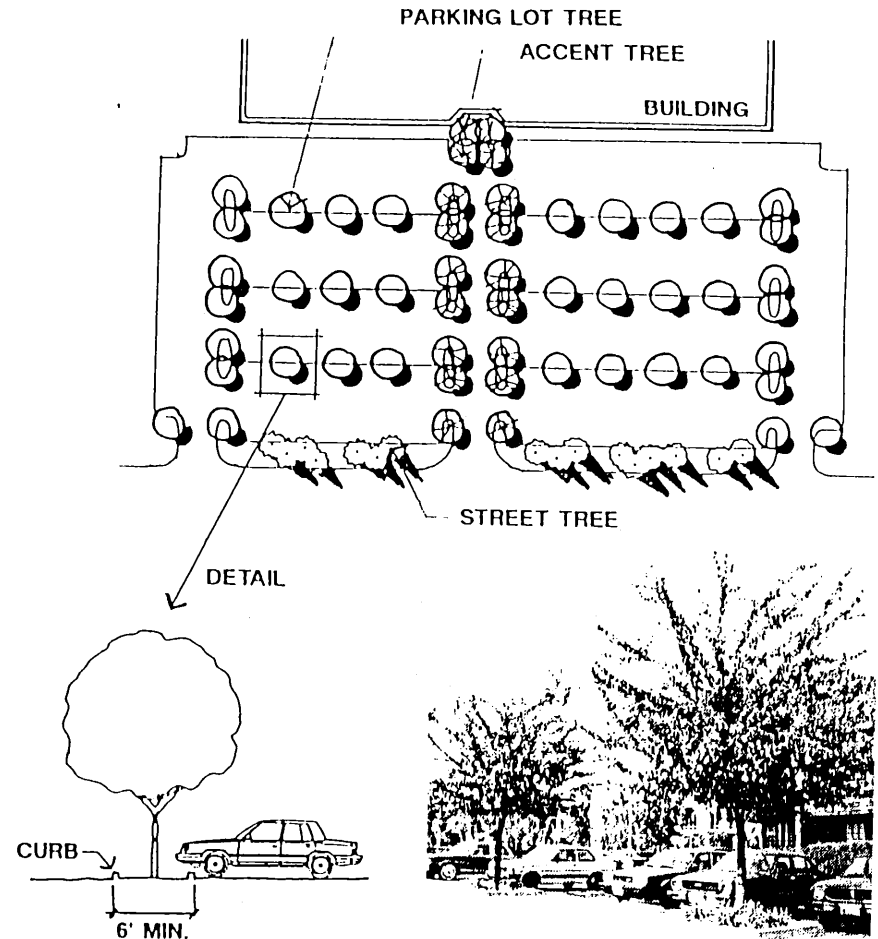 PARKING LOT TREE
ACCENT TREE
BUILDING
STREET TREE
DETAIL
CURB
6' MIN.